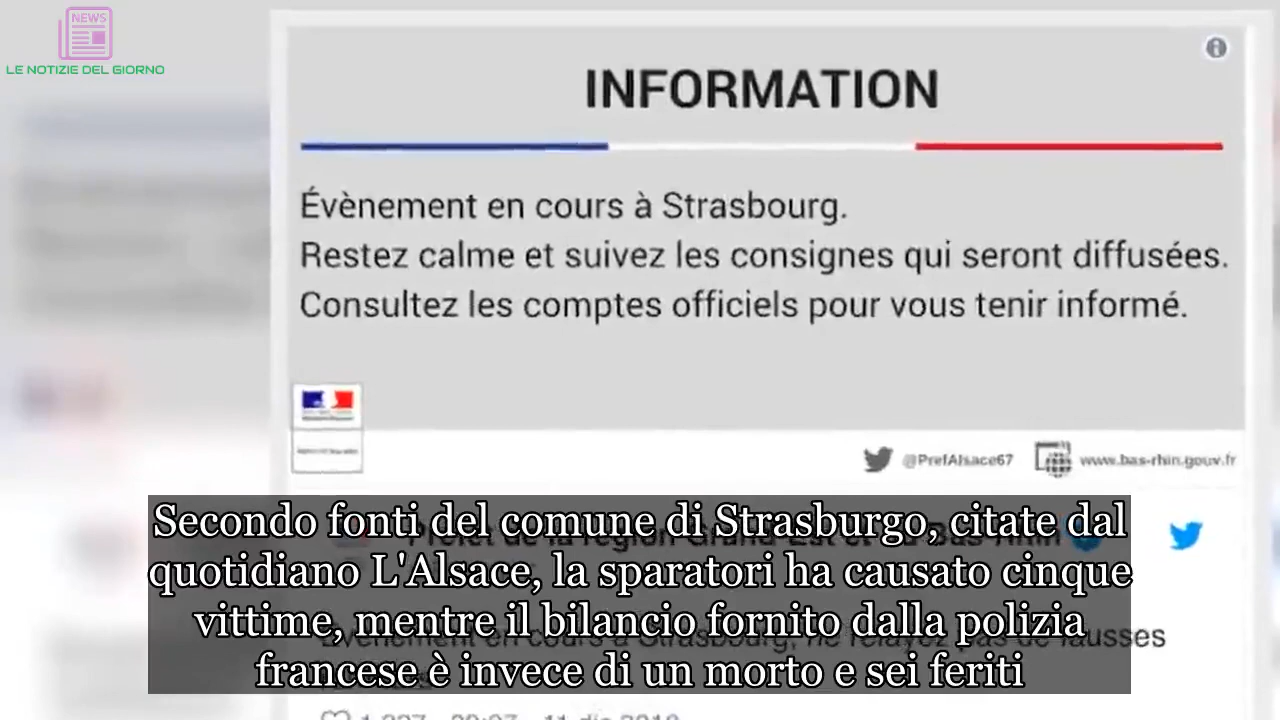 NEWS
LE NOTIZIE DEL GIORNO
INFORMATION
Évènement en cours à Strasbourg.
Restez calme et suivez les consignes qui seront diffusées.
Consultez les comptes officiels pour vous tenir informé.
@PrefAlsace67
www.bas-rhin.gouv.fr
Secondo fonti del comune di Strasburgo, citate dal
quotidiano L'Alsace, la sparatori ha causato cinque
vittime, mentre il bilancio fornito dalla polizia
francese è invece di un morto e sei feriti